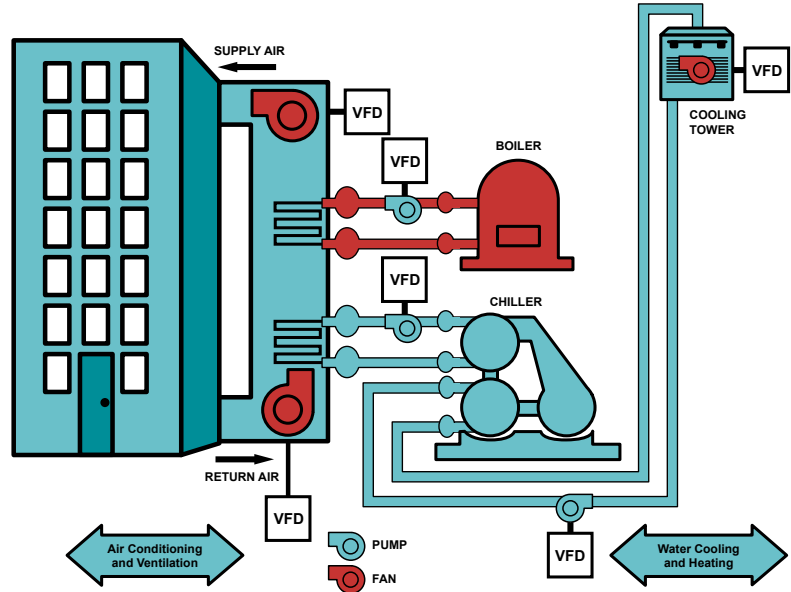 SUPPLY AIR
VFD
VFD
VFD
COOLING
TOWER
BOILER
VFD
CHILLER
RETURN AIR
VFD
VFD
PUMP
FAN
Air Conditioning
and Ventilation
Water Cooling
and Heating